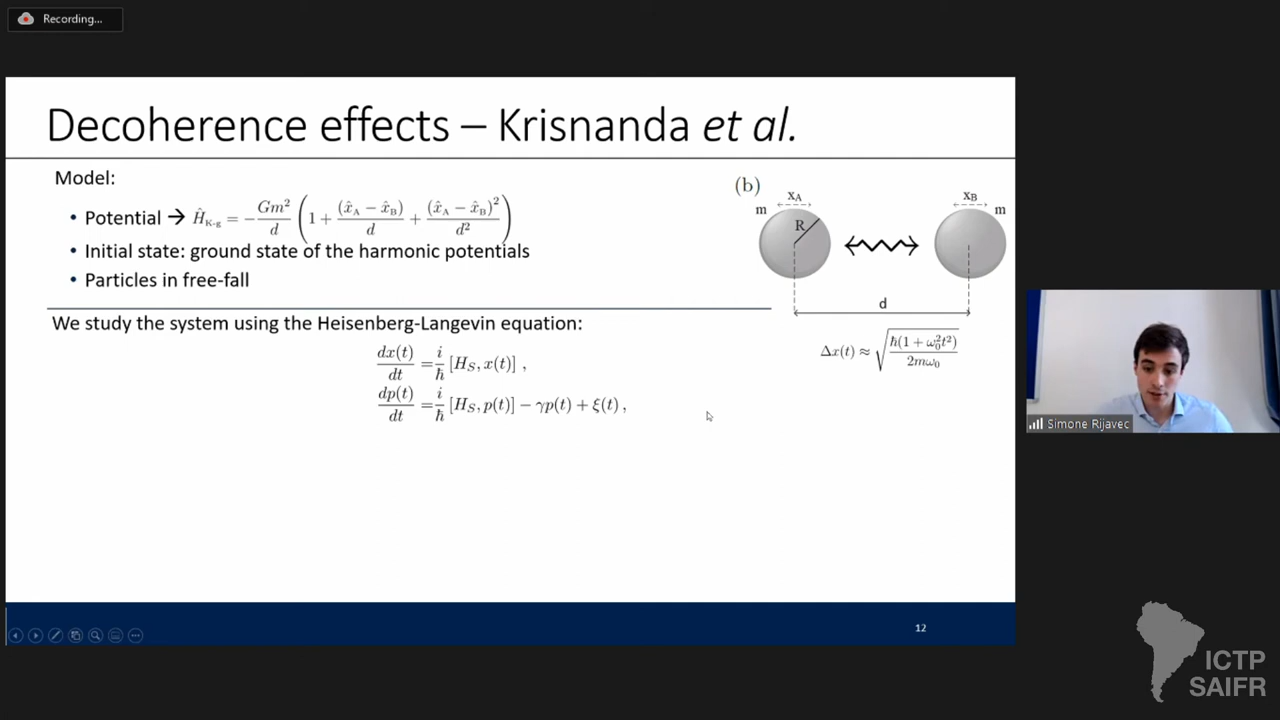 Recording...
Decoherence effects – Krisnanda et al.
Model:
• Potential → Ĥ_K-g = −Gm²/d (1 + (x̂_A − x̂_B)/d + (x̂_A − x̂_B)²/d²)
• Initial state: ground state of the harmonic potentials
• Particles in free-fall
(b)
x_A
x_B
m
m
R
d
Δx(t) ≈ √(ħ(1 + ω₀²t²)/2mω₀)
We study the system using the Heisenberg-Langevin equation:
dx(t)/dt = i/ħ [H_S, x(t)] ,
dp(t)/dt = i/ħ [H_S, p(t)] − γp(t) + ξ(t) ,
12
Simone Rijavec
ICTP
SAIFR